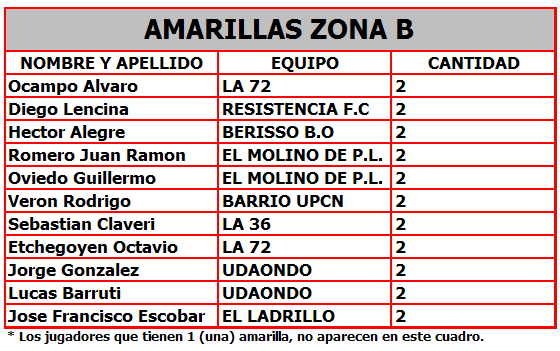 AMARILLAS ZONA B
NOMBRE Y APELLIDO EQUIPO CANTIDAD
Ocampo Alvaro LA 72 2
Diego Lencina RESISTENCIA F.C 2
Hector Alegre BERISSO B.O 2
Romero Juan Ramon EL MOLINO DE P.L. 2
Oviedo Guillermo EL MOLINO DE P.L. 2
Veron Rodrigo BARRIO UPCN 2
Sebastian Claveri LA 36 2
Etchegoyen Octavio LA 72 2
Jorge Gonzalez UDAONDO 2
Lucas Barruti UDAONDO 2
Jose Francisco Escobar EL LADRILLO 2
* Los jugadores que tienen 1 (una) amarilla, no aparecen en este cuadro.